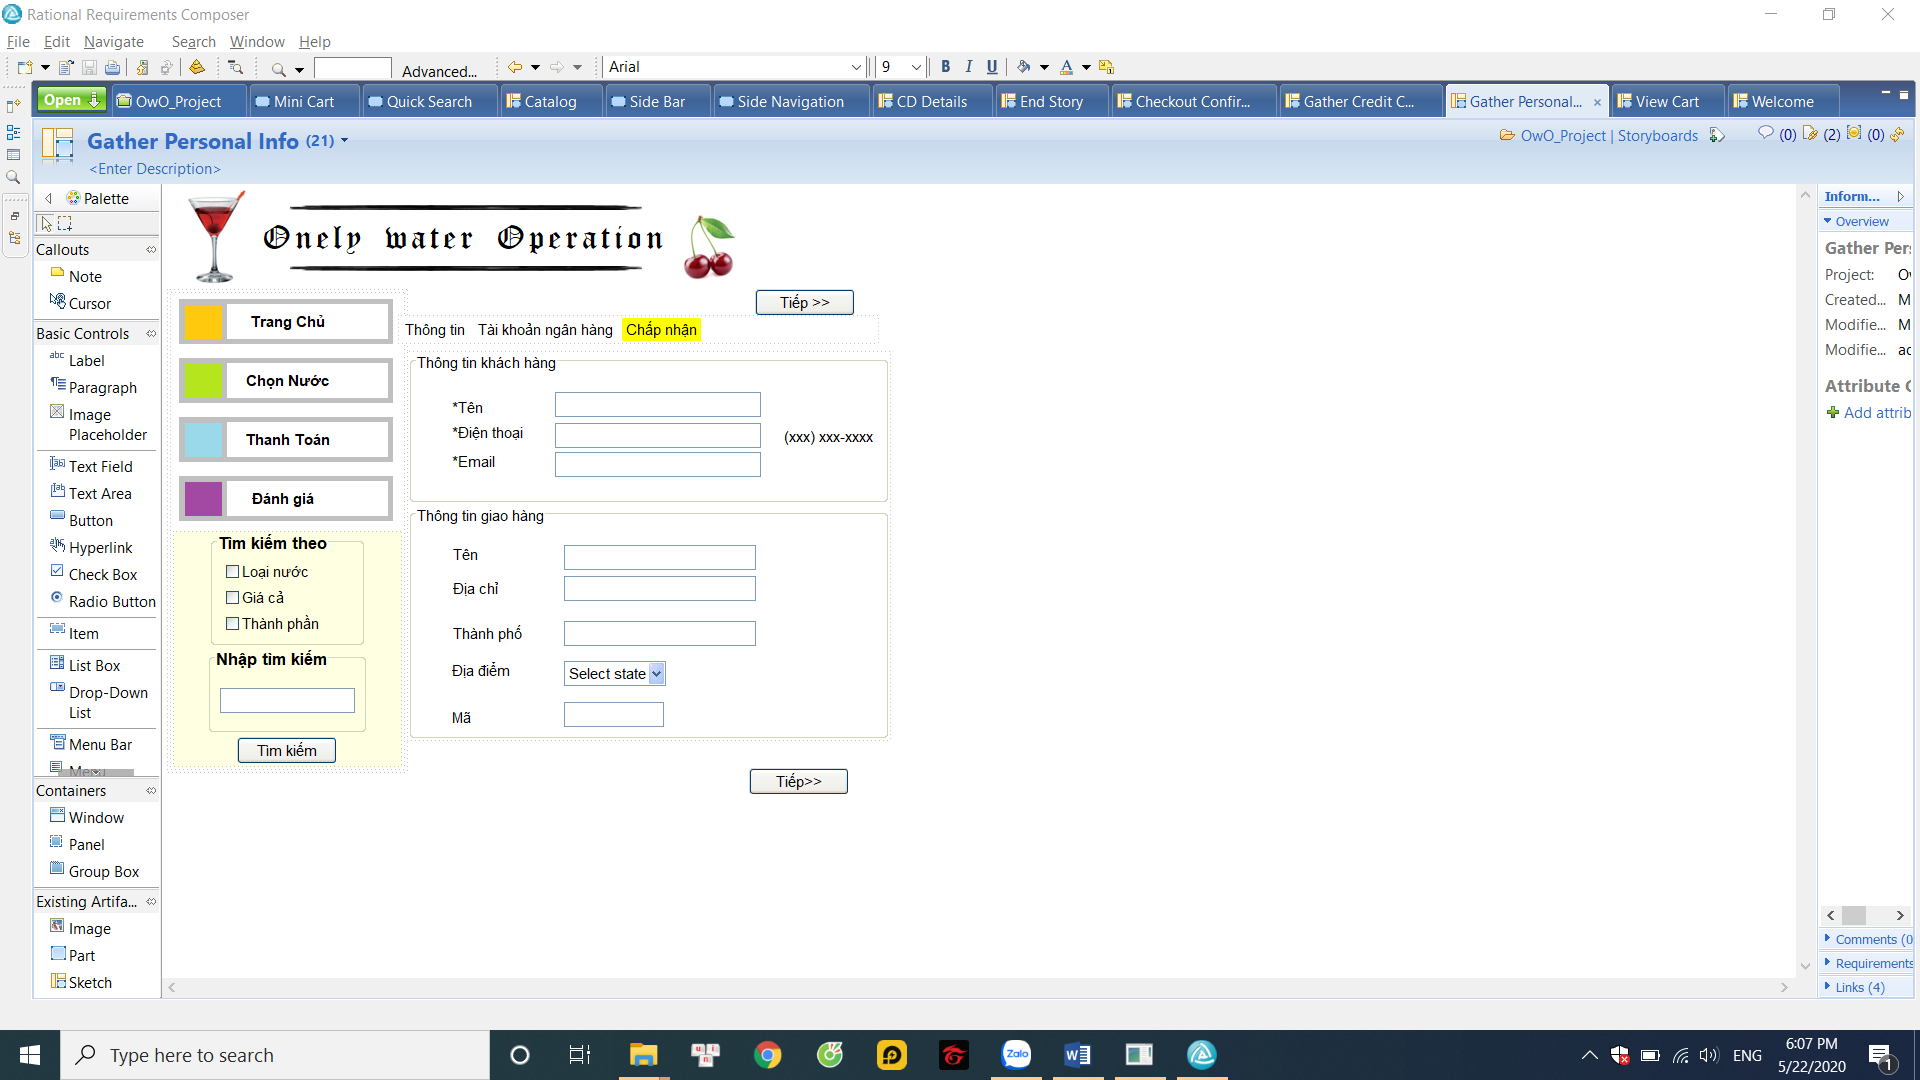 Rational Requirements Composer
File Edit Navigate Search Window Help
Advanced... Arial 9 B I U
Open OwO_Project Mini Cart Quick Search Catalog Side Bar Side Navigation CD Details End Story Checkout Confir... Gather Credit C... Gather Personal... × View Cart Welcome
Gather Personal Info (21)
OwO_Project | Storyboards (0) (2) (0)
<Enter Description>
Palette
Callouts
Note
Cursor
Basic Controls
Label
Paragraph
Image
Placeholder
Text Field
Text Area
Button
Hyperlink
Check Box
Radio Button
Item
List Box
Drop-Down
List
Menu Bar
Containers
Window
Panel
Group Box
Existing Artifa...
Image
Part
Sketch
Onely water Operation
Trang Chủ
Chọn Nước
Thanh Toán
Đánh giá
Tìm kiếm theo
Loại nước
Giá cả
Thành phần
Nhập tìm kiếm
Tìm kiếm
Tiếp >>
Thông tin Tài khoản ngân hàng Chấp nhận
Thông tin khách hàng
*Tên
*Điện thoại (xxx) xxx-xxxx
*Email
Thông tin giao hàng
Tên
Địa chỉ
Thành phố
Địa điểm Select state
Mã
Tiếp>>
Inform...
Overview
Gather Per
Project: O
Created... M
Modifie... M
Modifie... ac
Attribute
Add attrib
Comments (0
Requirements
Links (4)
Type here to search
Zalo
ENG
6:07 PM
5/22/2020
1